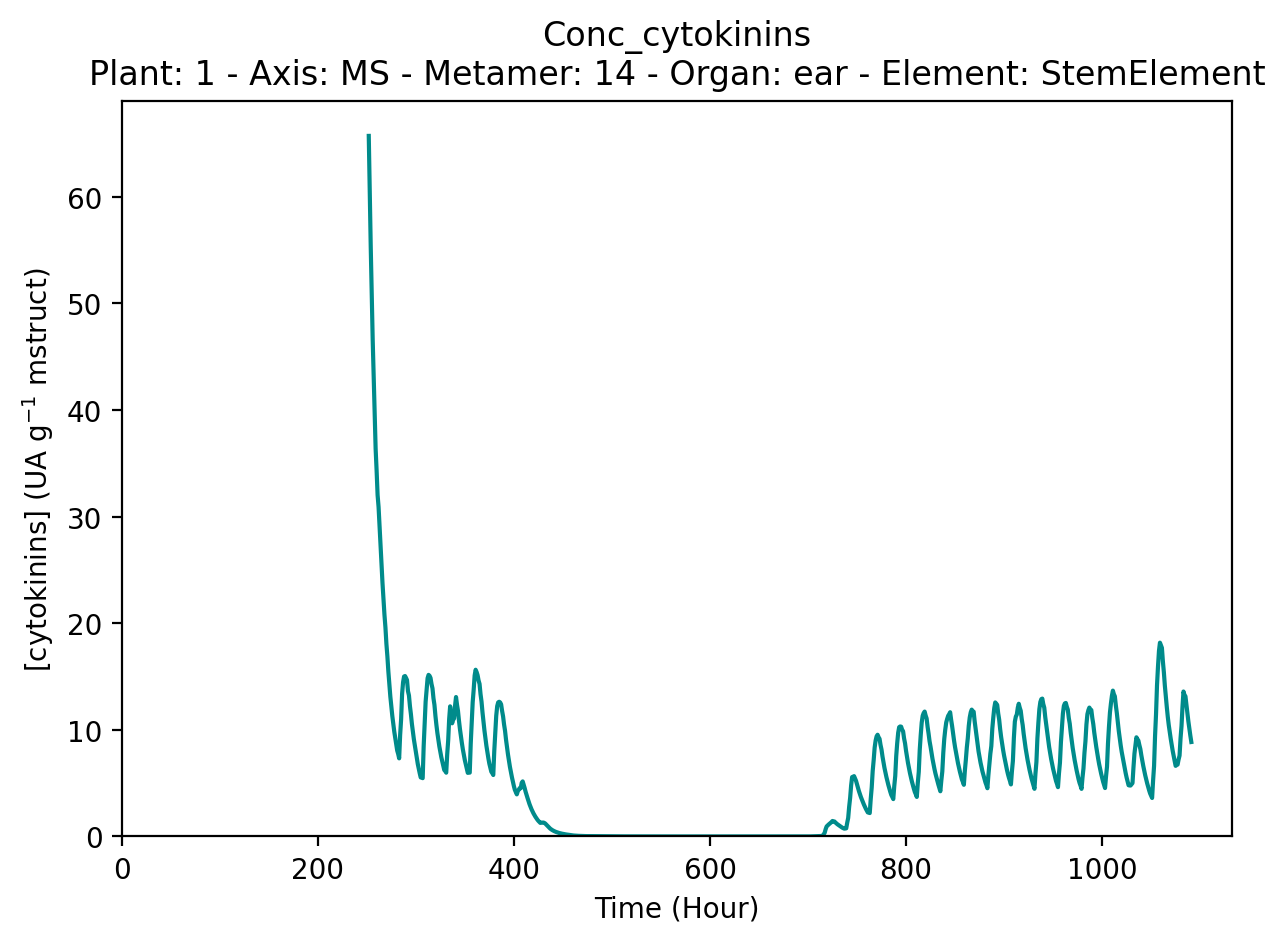 Conc_cytokinins
Plant: 1 - Axis: MS - Metamer: 14 - Organ: ear - Element: StemElement
[cytokinins] (UA g⁻¹ mstruct)
60
50
40
30
20
10
0
0 200 400 600 800 1000
Time (Hour)